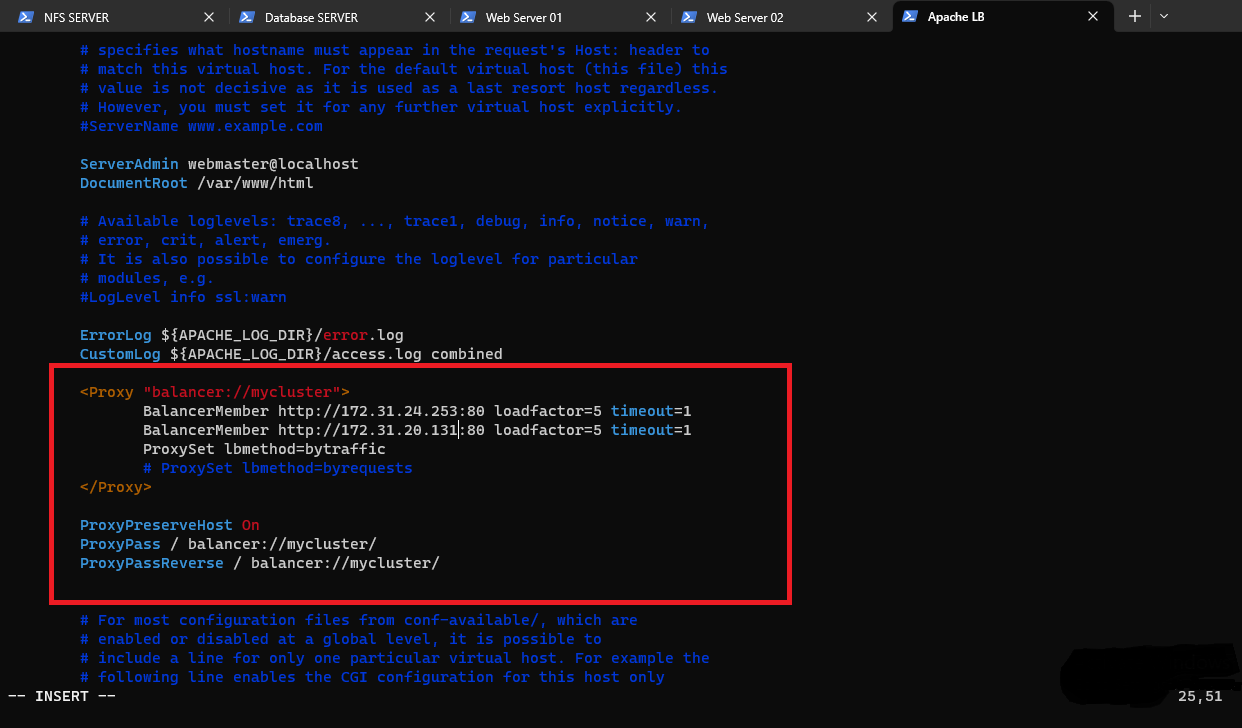 NFS SERVER
Database SERVER
Web Server 01
Web Server 02
Apache LB
# specifies what hostname must appear in the request's Host: header to
# match this virtual host. For the default virtual host (this file) this
# value is not decisive as it is used as a last resort host regardless.
# However, you must set it for any further virtual host explicitly.
#ServerName www.example.com
ServerAdmin webmaster@localhost
DocumentRoot /var/www/html
# Available loglevels: trace8, ..., trace1, debug, info, notice, warn,
# error, crit, alert, emerg.
# It is also possible to configure the loglevel for particular
# modules, e.g.
#LogLevel info ssl:warn
ErrorLog ${APACHE_LOG_DIR}/error.log
CustomLog ${APACHE_LOG_DIR}/access.log combined
<Proxy "balancer://mycluster">
BalancerMember http://172.31.24.253:80 loadfactor=5 timeout=1
BalancerMember http://172.31.20.131:80 loadfactor=5 timeout=1
ProxySet lbmethod=bytraffic
# ProxySet lbmethod=byrequests
</Proxy>
ProxyPreserveHost On
ProxyPass / balancer://mycluster/
ProxyPassReverse / balancer://mycluster/
# For most configuration files from conf-available/, which are
# enabled or disabled at a global level, it is possible to
# include a line for only one particular virtual host. For example the
# following line enables the CGI configuration for this host only
-- INSERT --
25,51